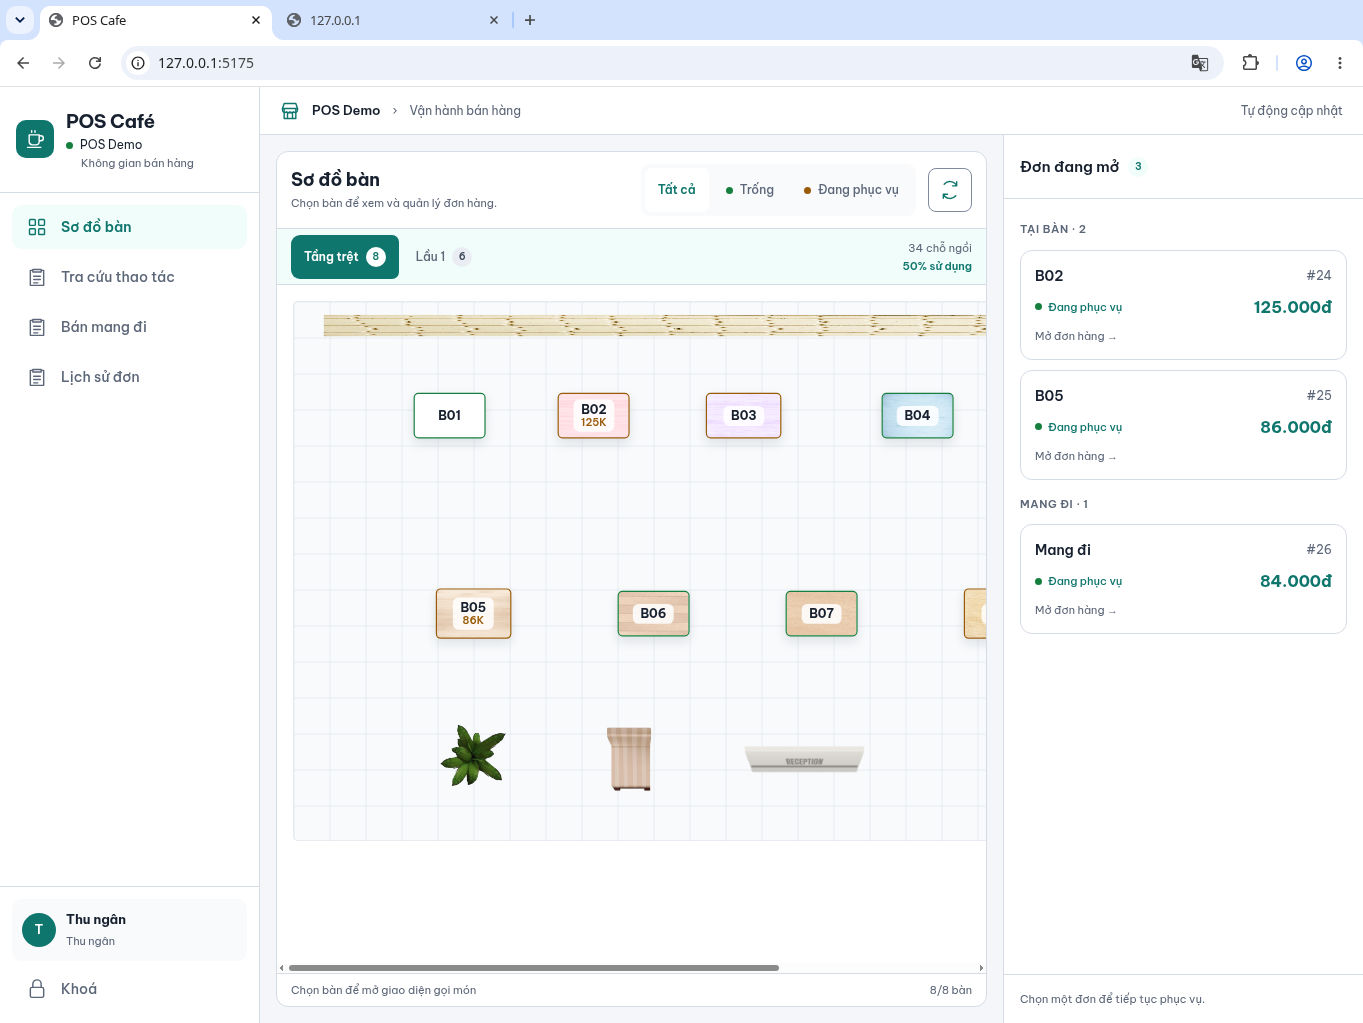 POS Cafe
127.0.0.1
127.0.0.1:5175
POS Café
POS Demo
Không gian bán hàng
Sơ đồ bàn
Tra cứu thao tác
Bán mang đi
Lịch sử đơn
T
Thu ngân
Thu ngân
Khoá
POS Demo › Vận hành bán hàng
Tự động cập nhật
Sơ đồ bàn
Chọn bàn để xem và quản lý đơn hàng.
Tất cả
Trống
Đang phục vụ
Tầng trệt 8
Lầu 1 6
34 chỗ ngồi
50% sử dụng
B01
B02
125K
B03
B04
B05
86K
B06
B07
RECEPTION
Chọn bàn để mở giao diện gọi món
8/8 bàn
Đơn đang mở 3
TẠI BÀN · 2
B02 #24
Đang phục vụ 125.000đ
Mở đơn hàng →
B05 #25
Đang phục vụ 86.000đ
Mở đơn hàng →
MANG ĐI · 1
Mang đi #26
Đang phục vụ 84.000đ
Mở đơn hàng →
Chọn một đơn để tiếp tục phục vụ.